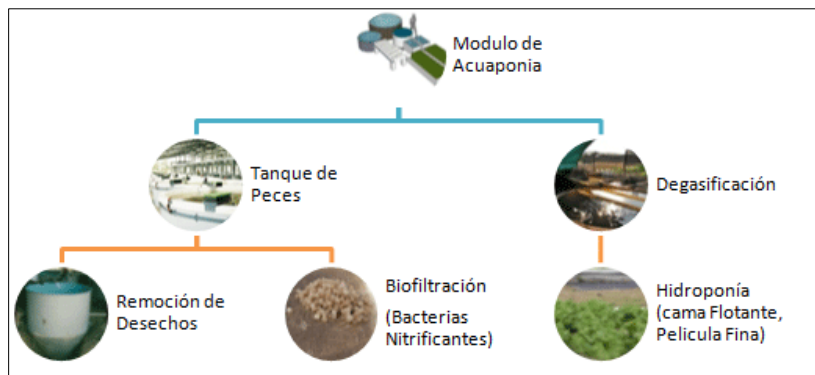 Modulo de
Acuaponia
Tanque de
Peces
Degasificación
Remoción de
Desechos
Biofiltración
(Bacterias
Nitrificantes)
Hidroponía
(cama Flotante,
Pelicula Fina)